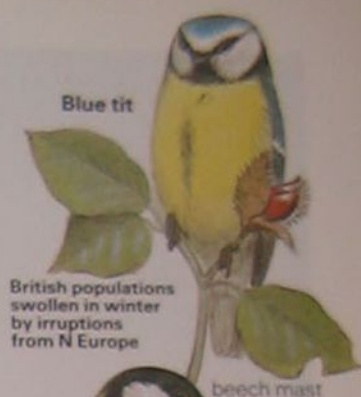 Blue tit
British populations
swollen in winter
by irruptions
from N Europe
beech mast